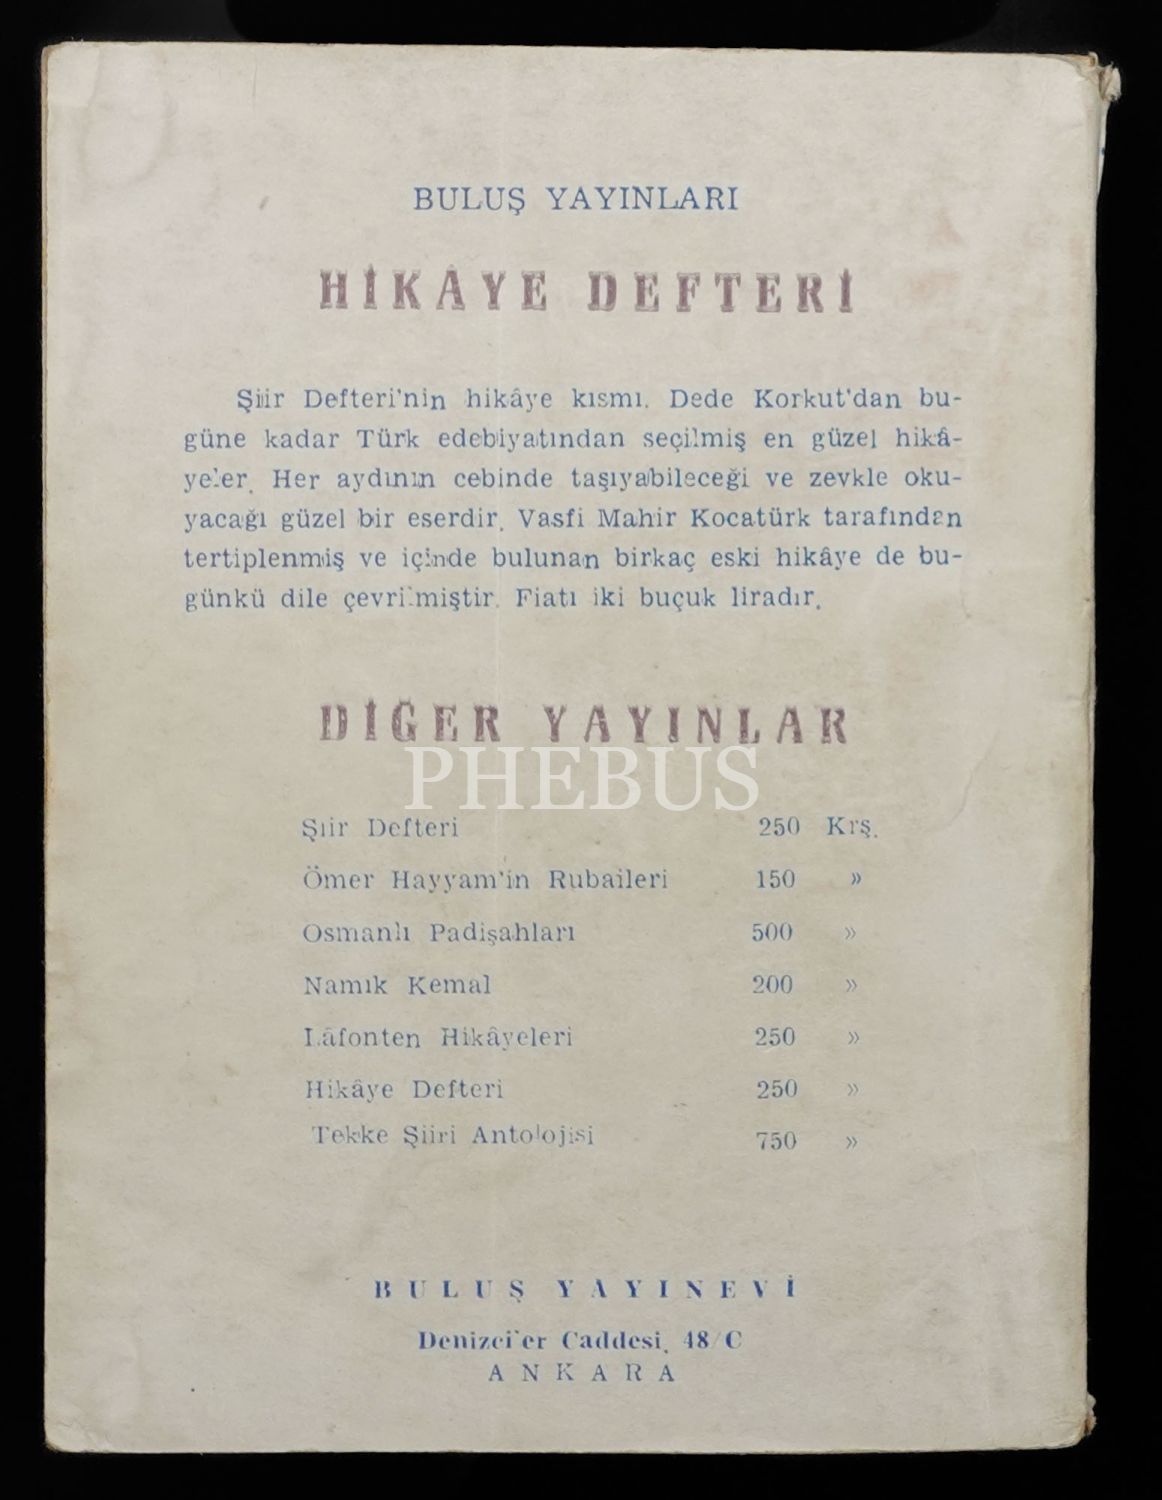 BULUŞ YAYINLARI
HİKÂYE DEFTERİ
Şiir Defteri'nin hikâye kısmı. Dede Korkut'dan bu-
güne kadar Türk edebiyatından seçilmiş en güzel hikâ-
yeler. Her aydının cebinde taşıyabileceği ve zevkle oku-
yacağı güzel bir eserdir. Vasfi Mahir Kocatürk tarafından
tertiplenmiş ve içinde bulunan birkaç eski hikâye de bu-
günkü dile çevrilmiştir. Fiatı iki buçuk liradır.
DİĞER YAYINLAR
PHEBUS
Şiir Defteri 250 Krş.
Ömer Hayyam'in Rubaileri 150 »
Osmanlı Padişahları 500 »
Namık Kemal 200 »
Lâfonten Hikâyeleri 250 »
Hikâye Defteri 250 »
Tekke Şiiri Antolojisi 750 »
BULUŞ YAYINEVİ
Denizciler Caddesi. 48/C
ANKARA